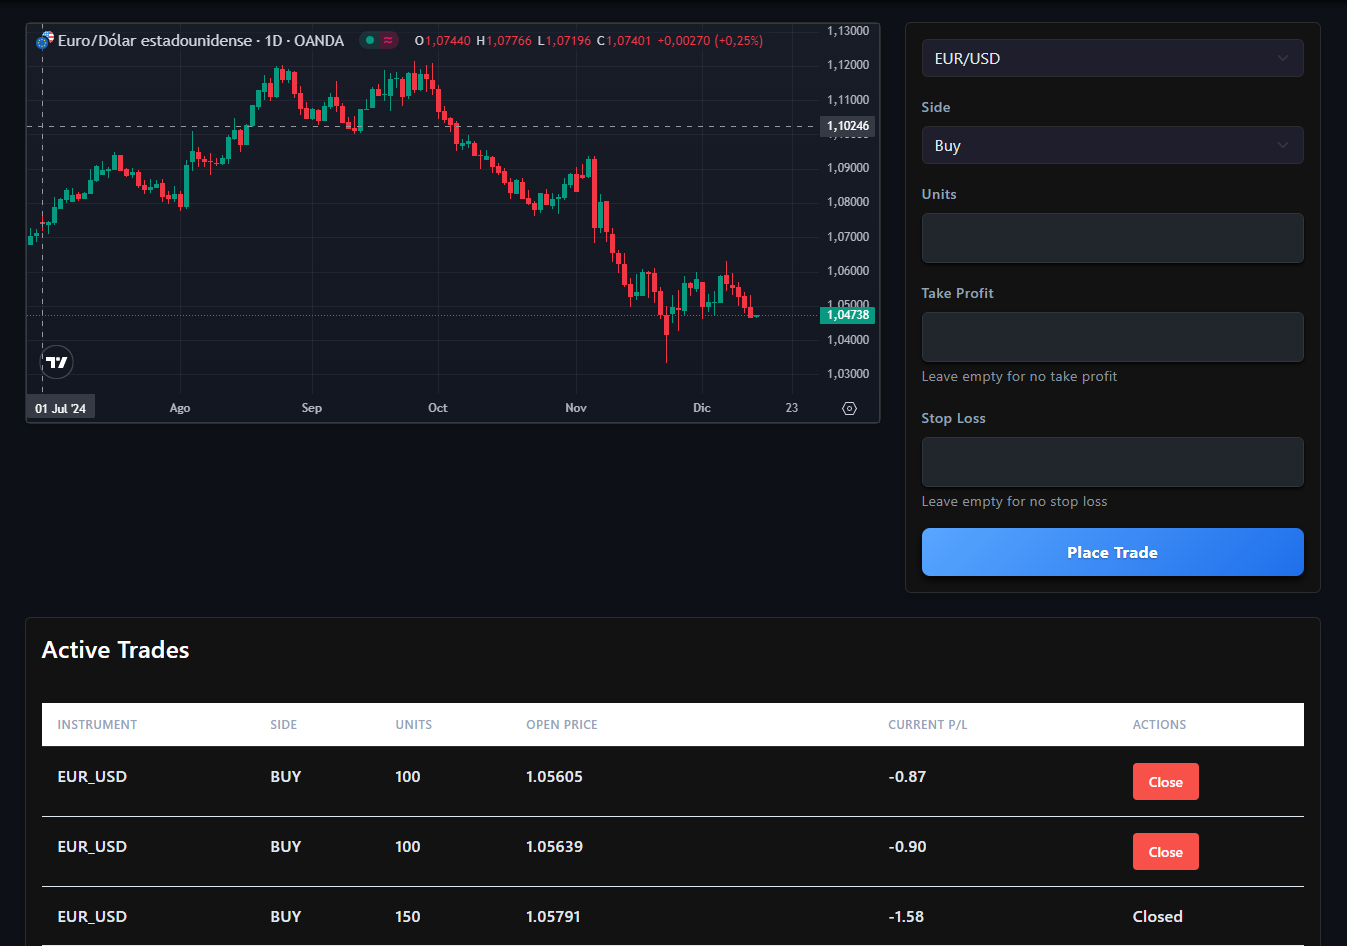 Euro/Dólar estadounidense · 1D · OANDA O1,07440 H1,07766 L1,07196 C1,07401 +0,00270 (+0,25%)
1,13000
1,12000
1,11000
1,10246
1,09000
1,08000
1,07000
1,06000
1,05000
1,04738
1,04000
1,03000
01 Jul '24 Ago Sep Oct Nov Dic 23
EUR/USD
Side
Buy
Units
Take Profit
Leave empty for no take profit
Stop Loss
Leave empty for no stop loss
Place Trade
Active Trades
INSTRUMENT SIDE UNITS OPEN PRICE CURRENT P/L ACTIONS
EUR_USD BUY 100 1.05605 -0.87 Close
EUR_USD BUY 100 1.05639 -0.90 Close
EUR_USD BUY 150 1.05791 -1.58 Closed